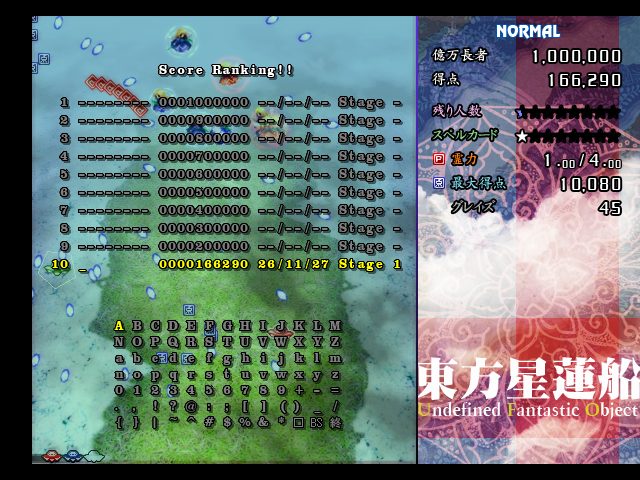 Score Ranking!!
1 -------- 0001000000 --/--/-- Stage -
2 -------- 0000900000 --/--/-- Stage -
3 -------- 0000800000 --/--/-- Stage -
4 -------- 0000700000 --/--/-- Stage -
5 -------- 0000600000 --/--/-- Stage -
6 -------- 0000500000 --/--/-- Stage -
7 -------- 0000400000 --/--/-- Stage -
8 -------- 0000300000 --/--/-- Stage -
9 -------- 0000200000 --/--/-- Stage -
10 _ 0000166290 26/11/27 Stage 1
A B C D E F G H I J K L M
N O P Q R S T U V W X Y Z
a b c d e f g h i j k l m
n o p q r s t u v w x y z
0 1 2 3 4 5 6 7 8 9 + - =
. , ! ? @ : ; [ ] ( ) _ /
{ } | ~ ^ # $ % & * □ BS 終
NORMAL
億万長者 1,000,000
得点 166,290
残り人数
スペルカード
P 霊力 1.00/4.00
点 最大得点 10,080
グレイズ 45
東方星蓮船
Undefined Fantastic Object